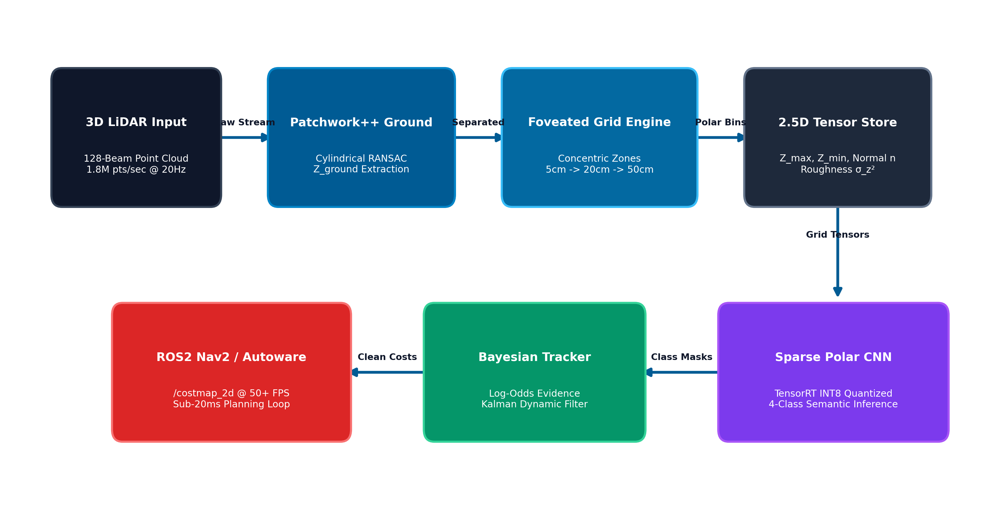 3D LiDAR Input
128-Beam Point Cloud
1.8M pts/sec @ 20Hz
aw Stream
Patchwork++ Ground
Cylindrical RANSAC
Z_ground Extraction
Separated
Foveated Grid Engine
Concentric Zones
5cm -> 20cm -> 50cm
Polar Bins
2.5D Tensor Store
Z_max, Z_min, Normal n
Roughness σ_z²
Grid Tensors
ROS2 Nav2 / Autoware
/costmap_2d @ 50+ FPS
Sub-20ms Planning Loop
Clean Costs
Bayesian Tracker
Log-Odds Evidence
Kalman Dynamic Filter
Class Masks
Sparse Polar CNN
TensorRT INT8 Quantized
4-Class Semantic Inference